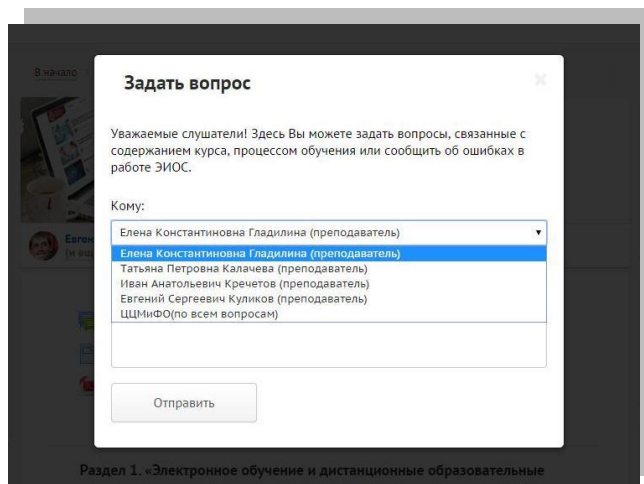 В начало
Задать вопрос
Уважаемые слушатели! Здесь Вы можете задать вопросы, связанные с
содержанием курса, процессом обучения или сообщить об ошибках в
работе ЭИОС.
Кому:
Елена Константиновна Гладилина (преподаватель)
Елена Константиновна Гладилина (преподаватель)
Татьяна Петровна Калачева (преподаватель)
Иван Анатольевич Кречетов (преподаватель)
Евгений Сергеевич Куликов (преподаватель)
ЦЦМиФО(по всем вопросам)
Отправить
Раздел 1. «Электронное обучение и дистанционные образовательные